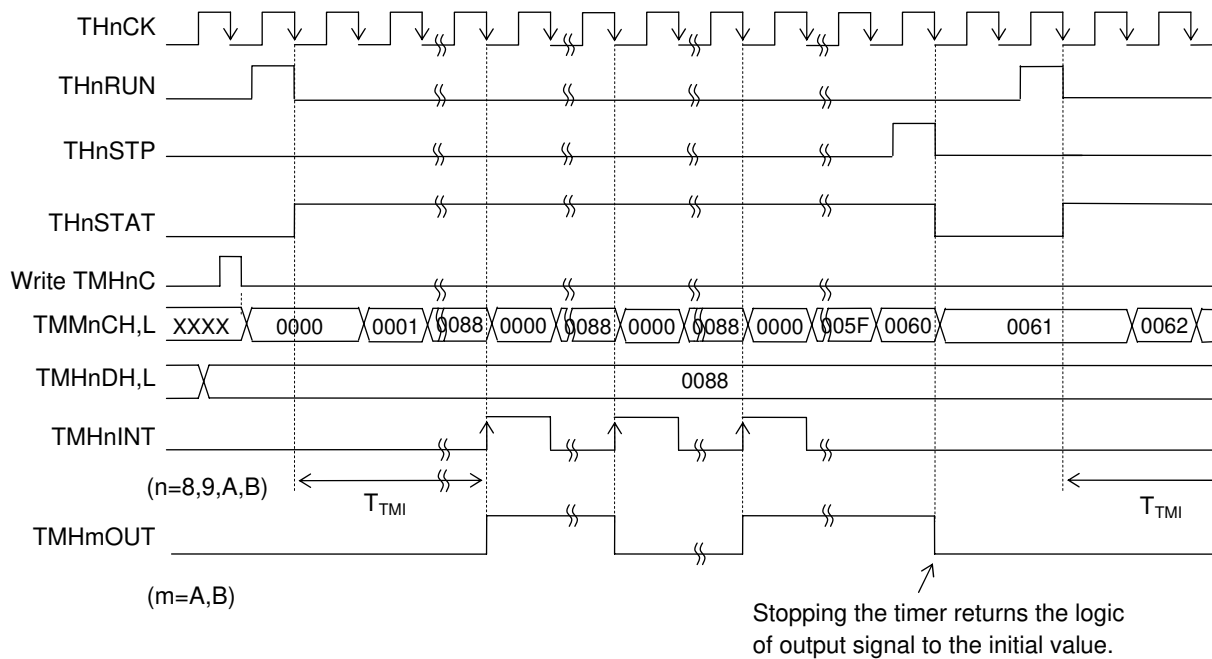 THnCK
THnRUN
THnSTP
THnSTAT
Write TMHnC
TMMnCH,L XXXX 0000 0001 0088 0000 0088 0000 0088 0000 005F 0060 0061 0062
TMHnDH,L 0088
TMHnINT
(n=8,9,A,B) TTMI TTMI
TMHmOUT
(m=A,B)
Stopping the timer returns the logic
of output signal to the initial value.